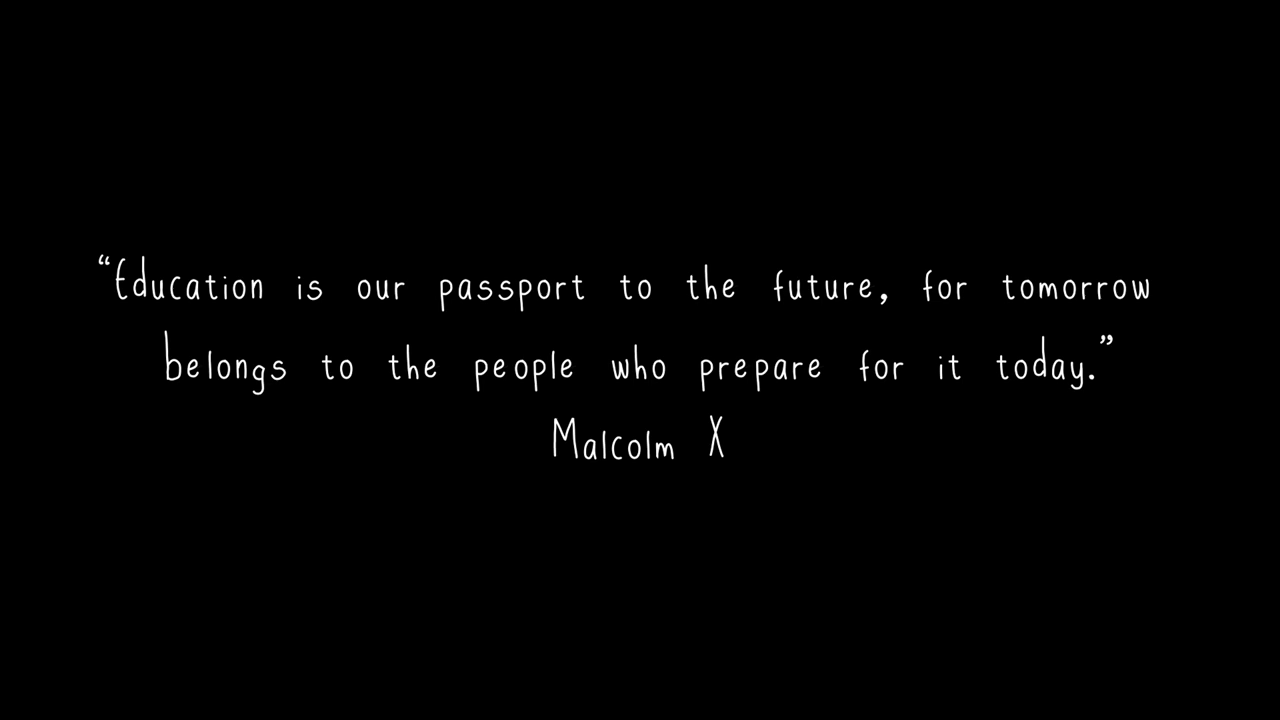 “Education is our passport to the future, for tomorrow
belongs to the people who prepare for it today.”
Malcolm X